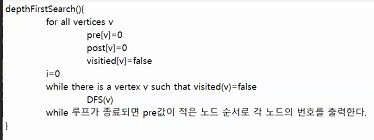 depthFirstSearch(){
for all vertices v
pre[v]=0
post[v]=0
visitied[v]=false
i=0
while there is a vertex v such that visited(v)=false
DFS(v)
while 루프가 종료되면 pre값이 적은 노드 순서로 각 노드의 번호를 출력한다.
}